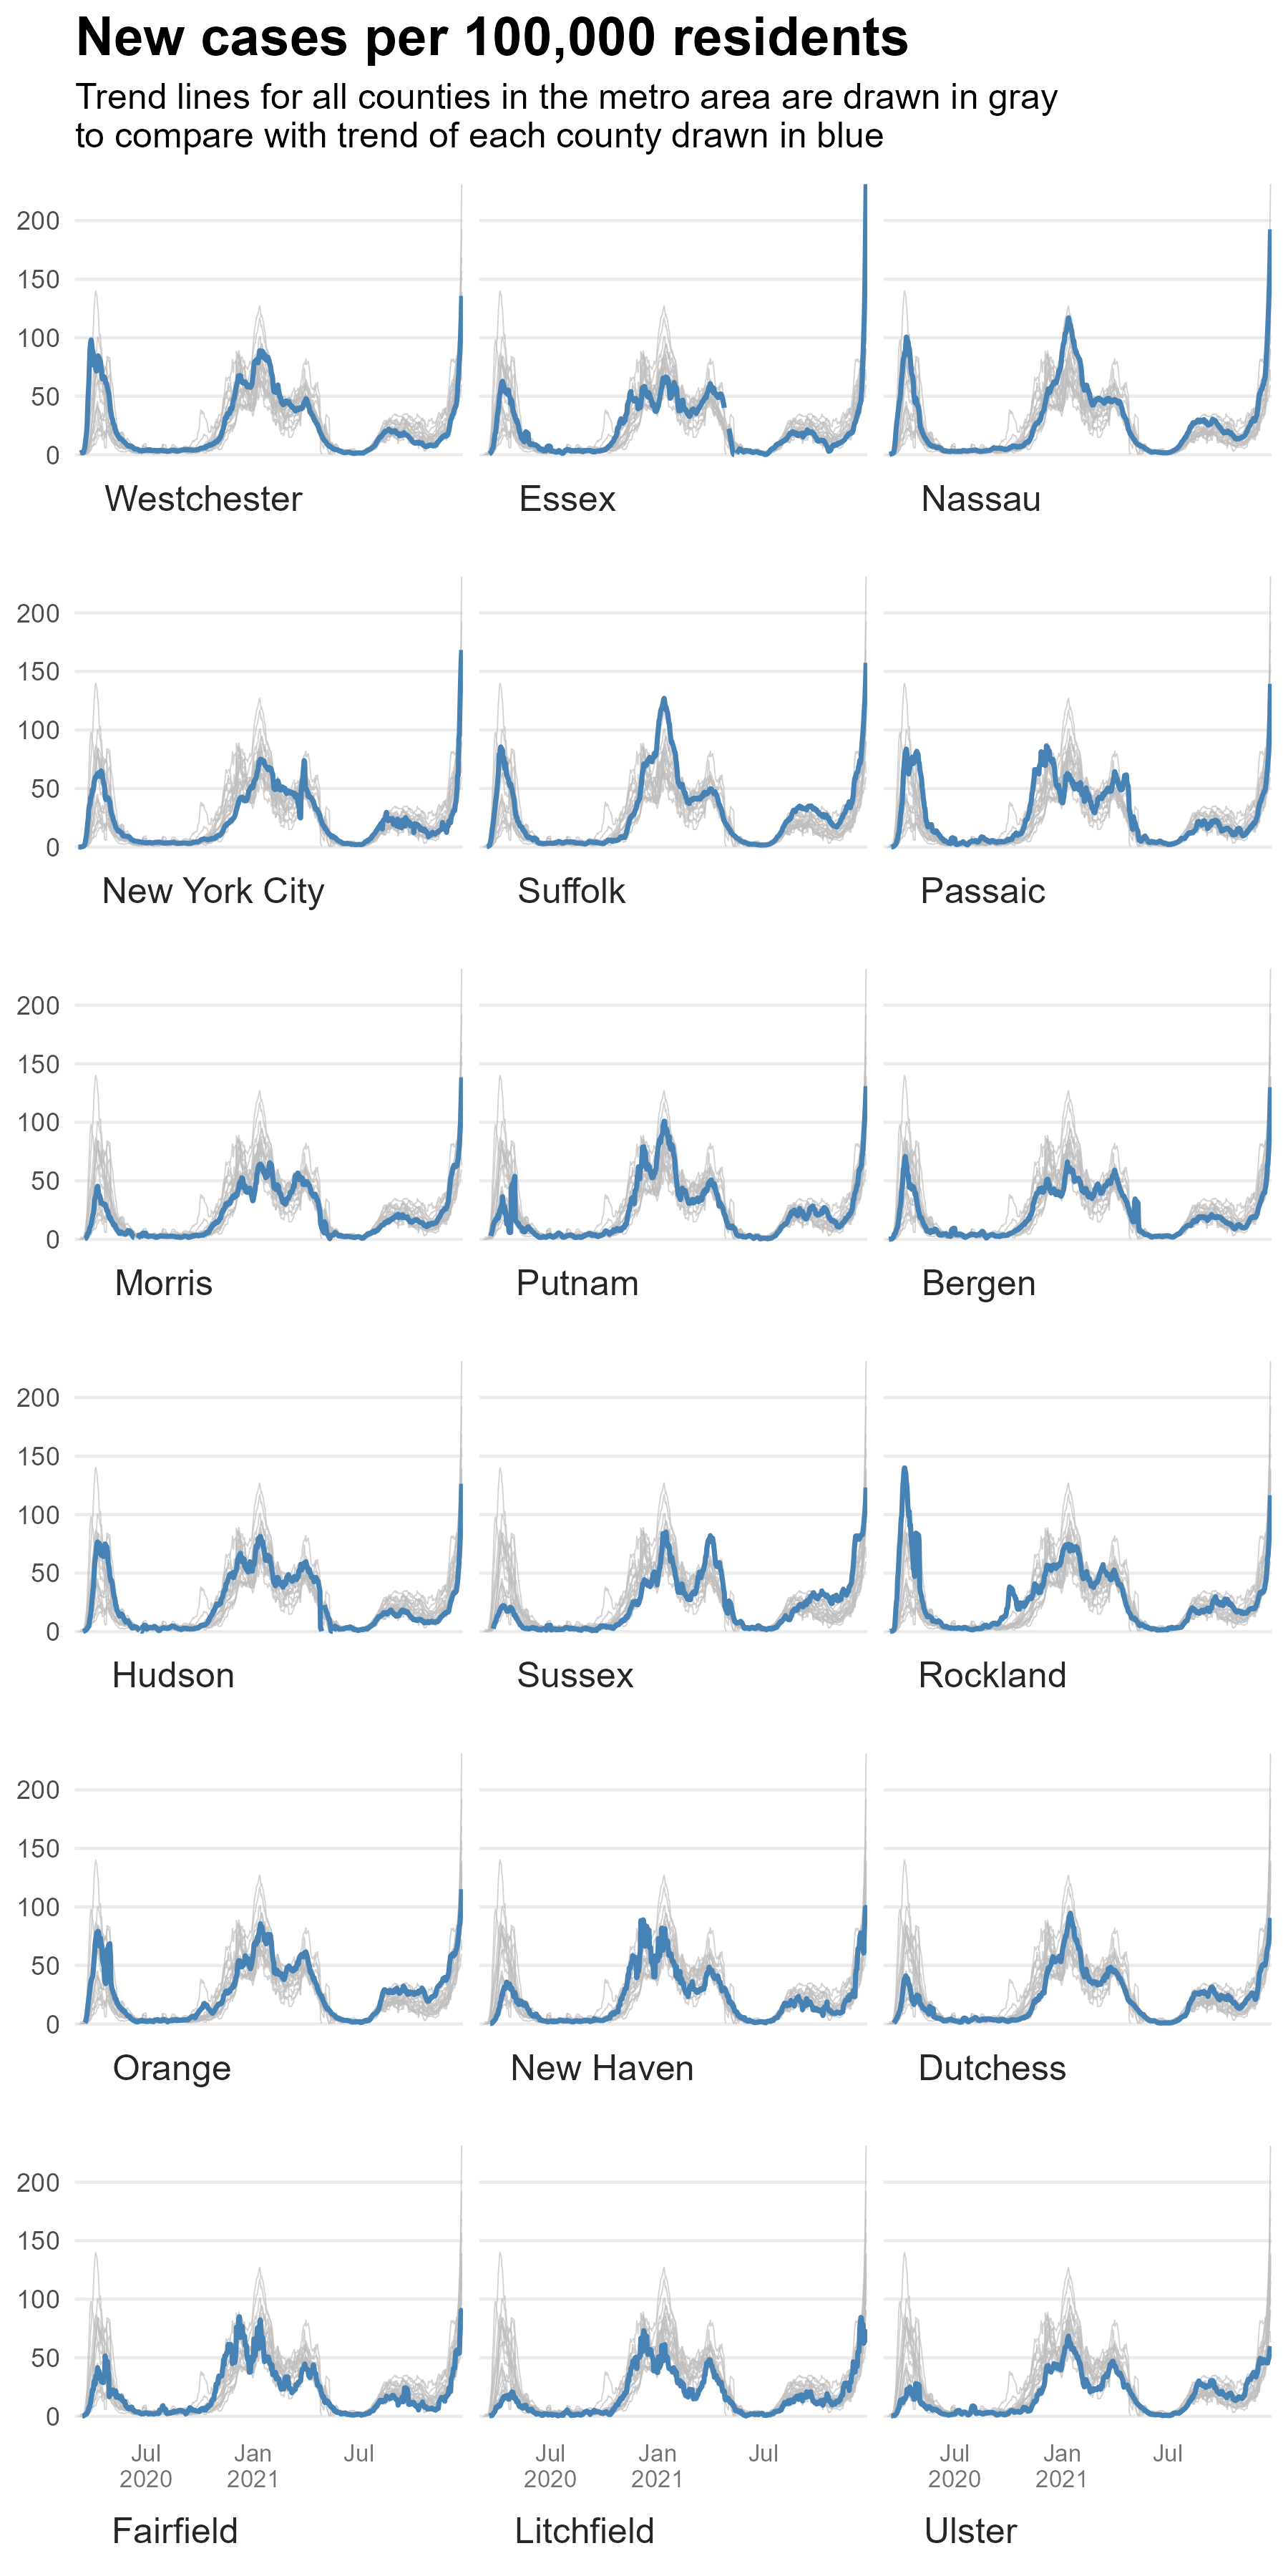 New cases per 100,000 residents
Trend lines for all counties in the metro area are drawn in gray
to compare with trend of each county drawn in blue
200
150
100
50
0
Westchester Essex Nassau
200
150
100
50
0
New York City Suffolk Passaic
200
150
100
50
0
Morris Putnam Bergen
200
150
100
50
0
Hudson Sussex Rockland
200
150
100
50
0
Orange New Haven Dutchess
200
150
100
50
0
Jul Jan Jul Jul Jan Jul Jul Jan Jul
2020 2021 2020 2021 2020 2021
Fairfield Litchfield Ulster